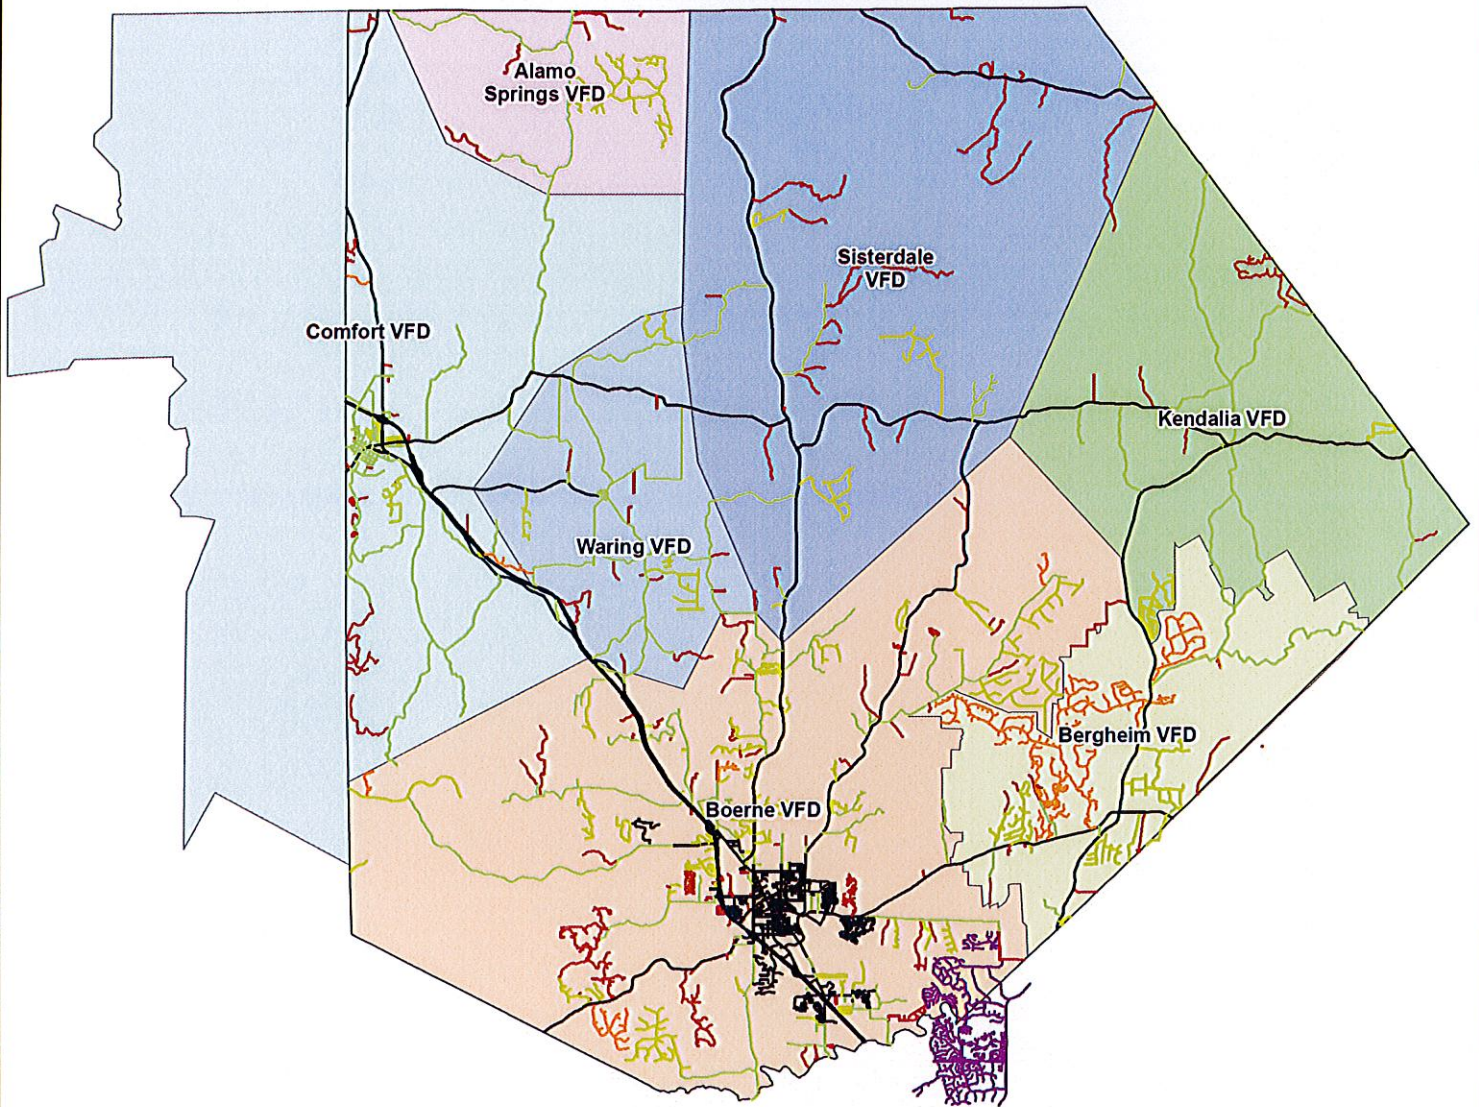 Alamo
Springs VFD
Sisterdale
VFD
Comfort VFD
Kendalia VFD
Waring VFD
Bergheim VFD
Boerne VFD